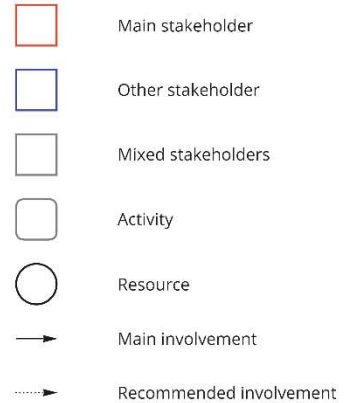 Main stakeholder
Other stakeholder
Mixed stakeholders
Activity
Resource
Main involvement
Recommended involvement